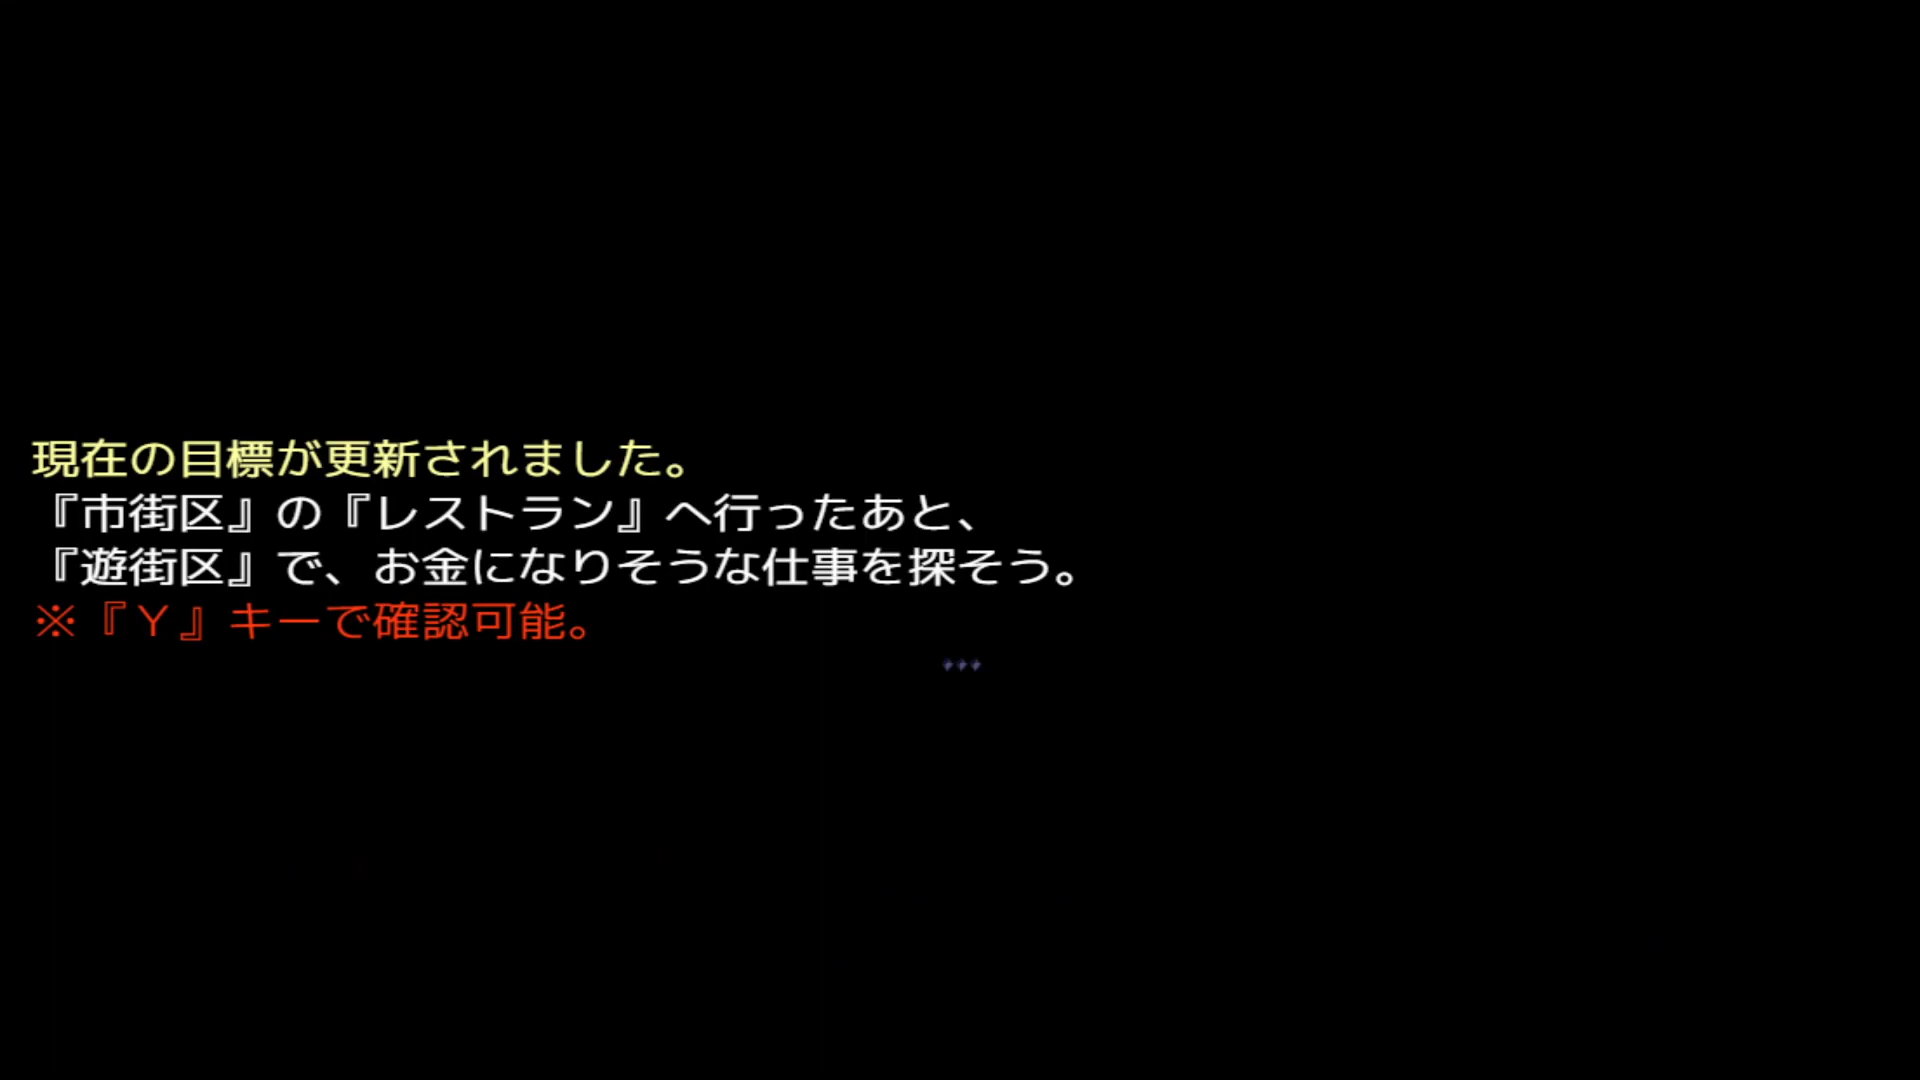 現在の目標が更新されました。
『市街区』の『レストラン』へ行ったあと、
『遊街区』で、お金になりそうな仕事を探そう。
※『Ｙ』キーで確認可能。